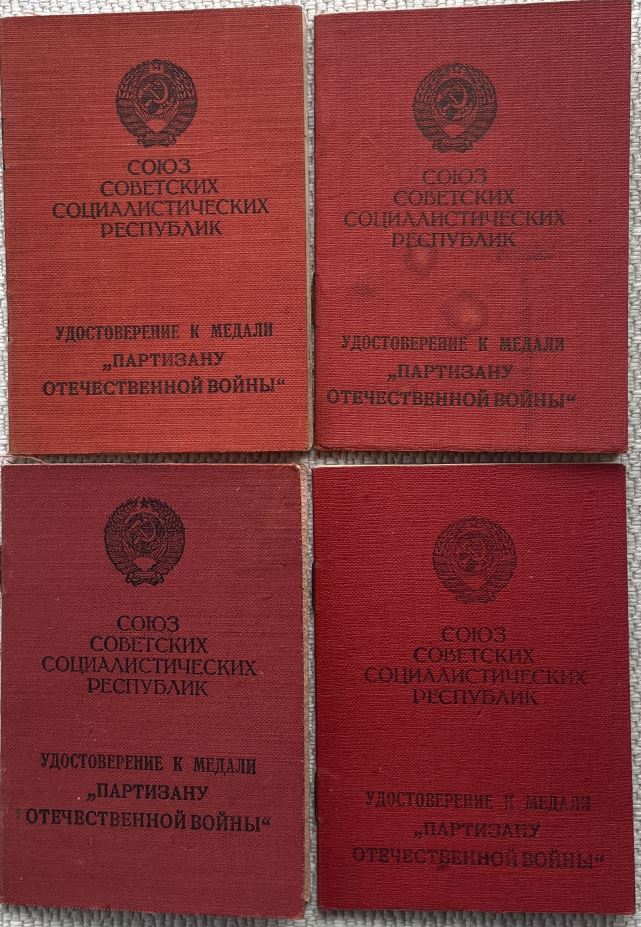 СОЮЗ
СОВЕТСКИХ
СОЦИАЛИСТИЧЕСКИХ
РЕСПУБЛИК
УДОСТОВЕРЕНИЕ К МЕДАЛИ
„ПАРТИЗАНУ
ОТЕЧЕСТВЕННОЙ ВОЙНЫ“
СОЮЗ
СОВЕТСКИХ
СОЦИАЛИСТИЧЕСКИХ
РЕСПУБЛИК
УДОСТОВЕРЕНИЕ К МЕДАЛИ
„ПАРТИЗАНУ
ОТЕЧЕСТВЕННОЙ ВОЙНЫ“
СОЮЗ
СОВЕТСКИХ
СОЦИАЛИСТИЧЕСКИХ
РЕСПУБЛИК
УДОСТОВЕРЕНИЕ К МЕДАЛИ
„ПАРТИЗАНУ
ОТЕЧЕСТВЕННОЙ ВОЙНЫ“
СОЮЗ
СОВЕТСКИХ
СОЦИАЛИСТИЧЕСКИХ
РЕСПУБЛИК
УДОСТОВЕРЕНИЕ К МЕДАЛИ
„ПАРТИЗАНУ
ОТЕЧЕСТВЕННОЙ ВОЙНЫ“